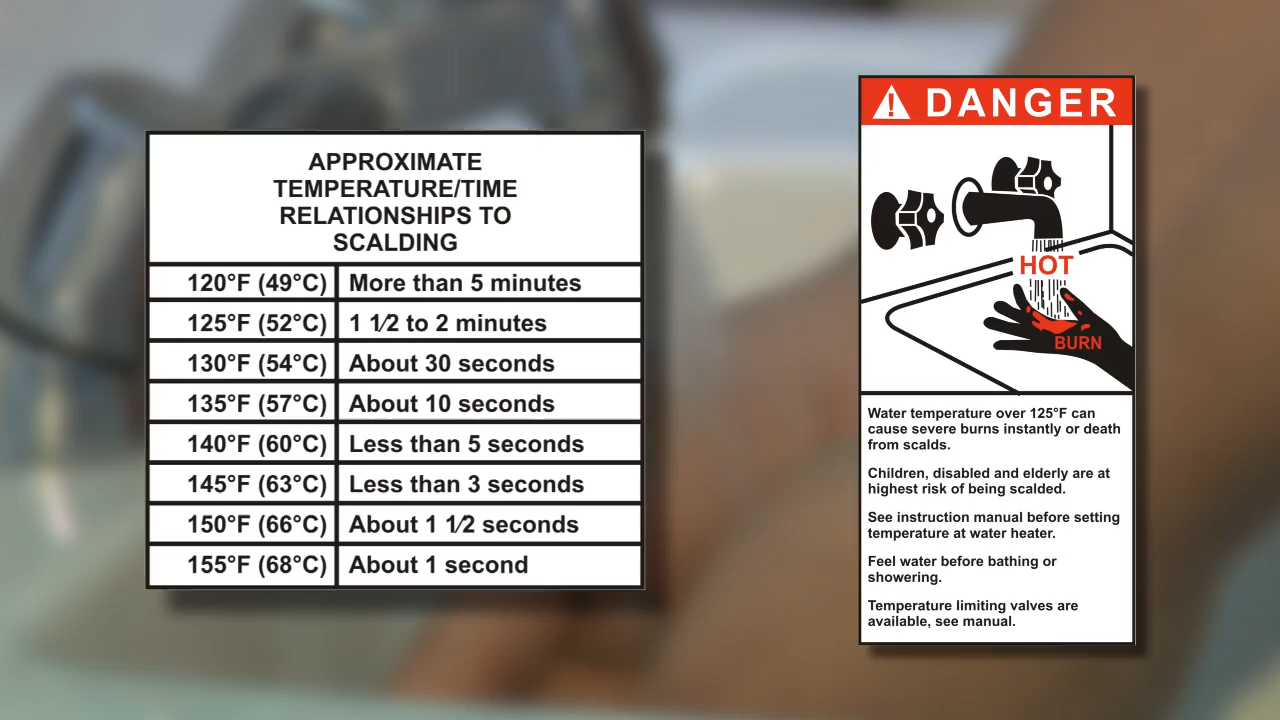 APPROXIMATE
TEMPERATURE/TIME
RELATIONSHIPS TO
SCALDING
120°F (49°C) More than 5 minutes
125°F (52°C) 1 1/2 to 2 minutes
130°F (54°C) About 30 seconds
135°F (57°C) About 10 seconds
140°F (60°C) Less than 5 seconds
145°F (63°C) Less than 3 seconds
150°F (66°C) About 1 1/2 seconds
155°F (68°C) About 1 second
DANGER
HOT
BURN
Water temperature over 125°F can
cause severe burns instantly or death
from scalds.
Children, disabled and elderly are at
highest risk of being scalded.
See instruction manual before setting
temperature at water heater.
Feel water before bathing or
showering.
Temperature limiting valves are
available, see manual.